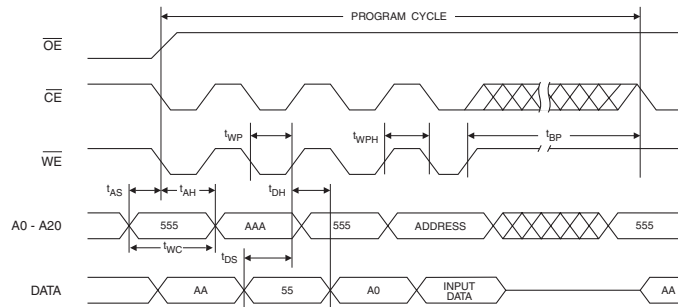 PROGRAM CYCLE
OE
CE
tWP
tWPH
tBP
WE
tAS
tAH
tDH
A0 - A20
555
AAA
555
ADDRESS
555
tWC
tDS
DATA
AA
55
A0
INPUT
DATA
AA